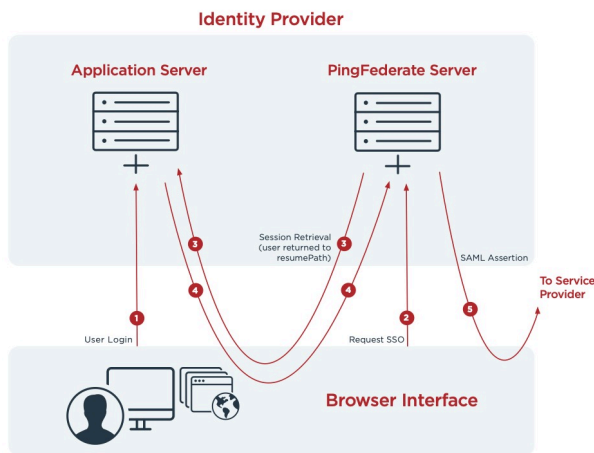 Identity Provider
Application Server
PingFederate Server
Session Retrieval
(user returned to
resumePath)
3
3
SAML Assertion
4
4
To Service
Provider
1
2
5
User Login
Request SSO
Browser Interface